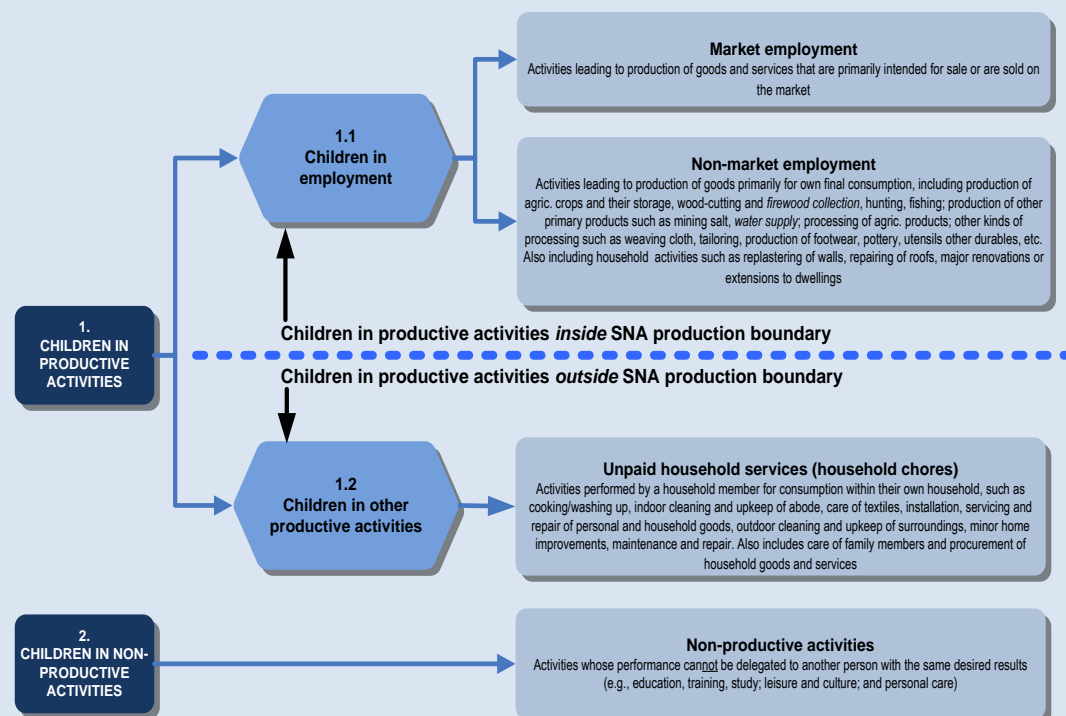 Market employment
Activities leading to production of goods and services that are primarily intended for sale or are sold on
the market
1.1
Children in
employment
Non-market employment
Activities leading to production of goods primarily for own final consumption, including production of
agric. crops and their storage, wood-cutting and firewood collection, hunting, fishing; production of other
primary products such as mining salt, water supply; processing of agric. products; other kinds of
processing such as weaving cloth, tailoring, production of footwear, pottery, utensils other durables, etc.
Also including household activities such as replastering of walls, repairing of roofs, major renovations or
extensions to dwellings
1.
CHILDREN IN
PRODUCTIVE
ACTIVITIES
Children in productive activities inside SNA production boundary
Children in productive activities outside SNA production boundary
1.2
Children in other
productive activities
Unpaid household services (household chores)
Activities performed by a household member for consumption within their own household, such as
cooking/washing up, indoor cleaning and upkeep of abode, care of textiles, installation, servicing and
repair of personal and household goods, outdoor cleaning and upkeep of surroundings, minor home
improvements, maintenance and repair. Also includes care of family members and procurement of
household goods and services
2.
CHILDREN IN NON-
PRODUCTIVE
ACTIVITIES
Non-productive activities
Activities whose performance cannot be delegated to another person with the same desired results
(e.g., education, training, study; leisure and culture; and personal care)